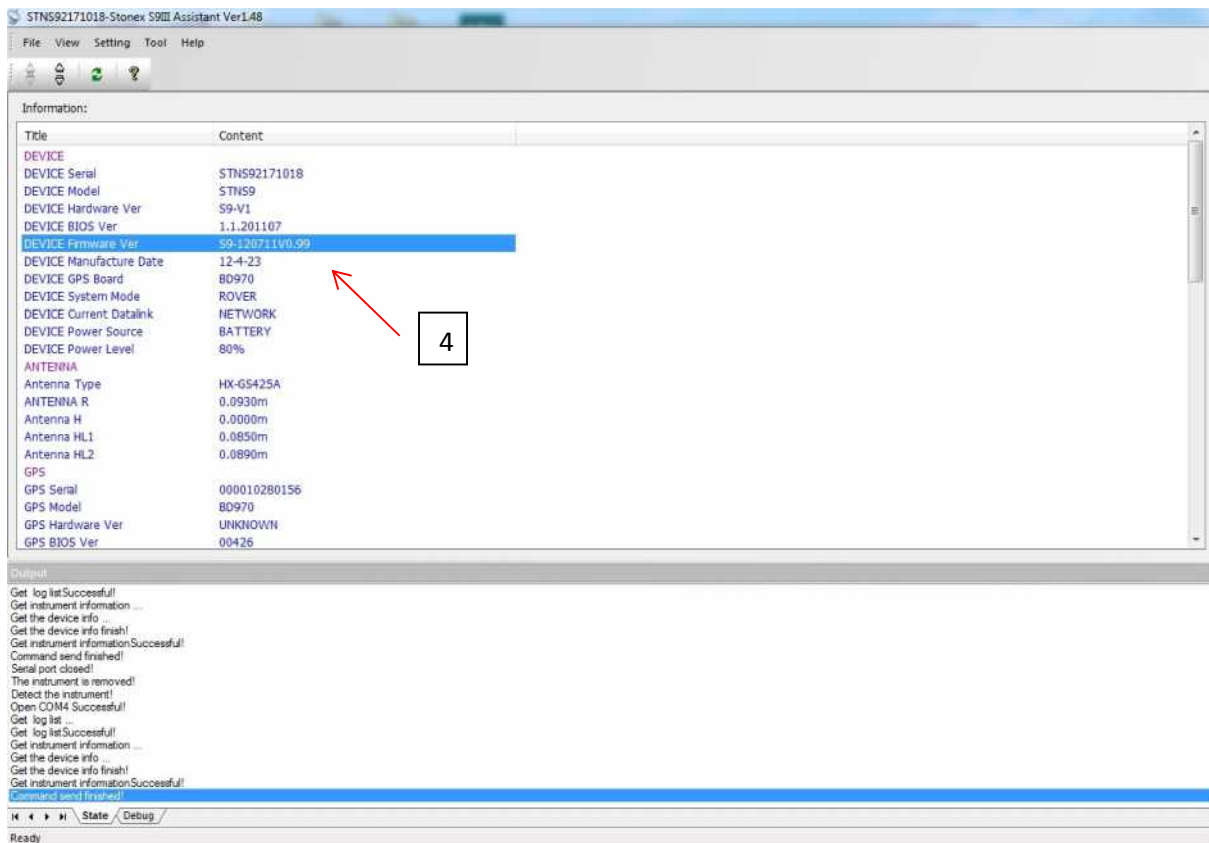 STNS92171018-Stonex S9III Assistant Ver1.48
File View Setting Tool Help
Information:
Title Content
DEVICE
DEVICE Serial STNS92171018
DEVICE Model STNS9
DEVICE Hardware Ver S9-V1
DEVICE BIOS Ver 1.1.201107
DEVICE Firmware Ver S9-120711V0.99
DEVICE Manufacture Date 12-4-23
DEVICE GPS Board BD970
DEVICE System Mode ROVER
DEVICE Current Datalink NETWORK
DEVICE Power Source BATTERY
DEVICE Power Level 80%
4
ANTENNA
Antenna Type HX-GS425A
ANTENNA R 0.0930m
Antenna H 0.0000m
Antenna HL1 0.0850m
Antenna HL2 0.0890m
GPS
GPS Serial 000010280156
GPS Model BD970
GPS Hardware Ver UNKNOWN
GPS BIOS Ver 00426
Output
Get log listSuccessful!
Get instrument information ...
Get the device info ...
Get the device info finish!
Get instrument informationSuccessful!
Command send finished!
Serial port closed!
The instrument is removed!
Detect the instrument!
Open COM4 Successful!
Get log list ...
Get log listSuccessful!
Get instrument information ...
Get the device info ...
Get the device info finish!
Get instrument informationSuccessful!
Command send finished!
State Debug
Ready